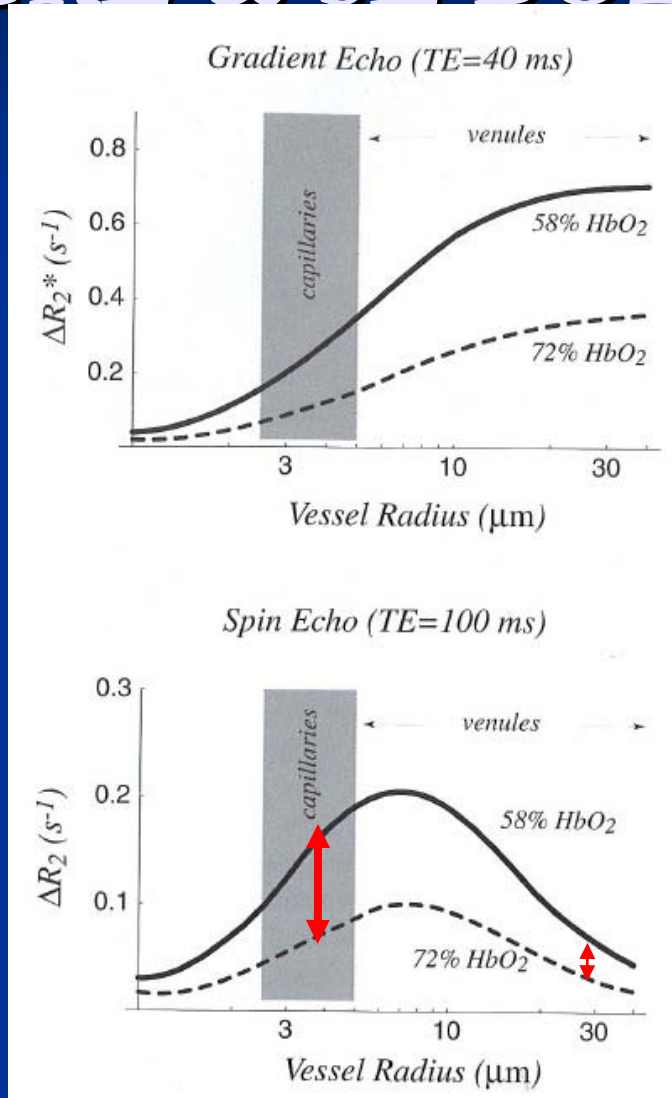 Gradient Echo (TE=40 ms)
venules
0.8
capillaries
0.6
58% HbO₂
ΔR₂* (s⁻¹)
0.4
72% HbO₂
0.2
3 10 30
Vessel Radius (μm)
Spin Echo (TE=100 ms)
0.3
capillaries
venules
0.2
58% HbO₂
ΔR₂ (s⁻¹)
0.1
72% HbO₂
3 10 30
Vessel Radius (μm)